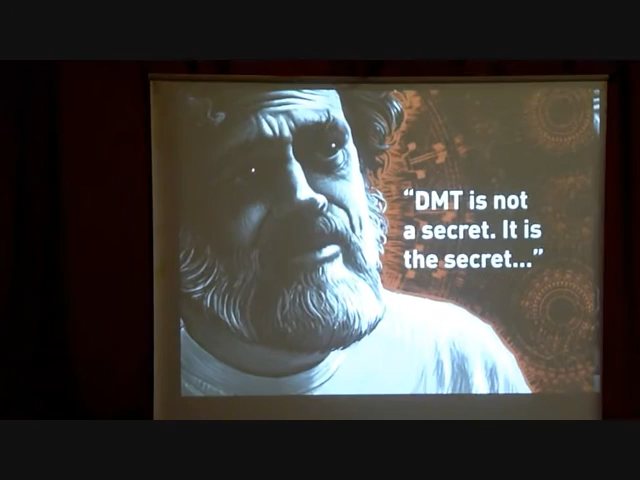 “DMT is not
a secret. It is
the secret...”